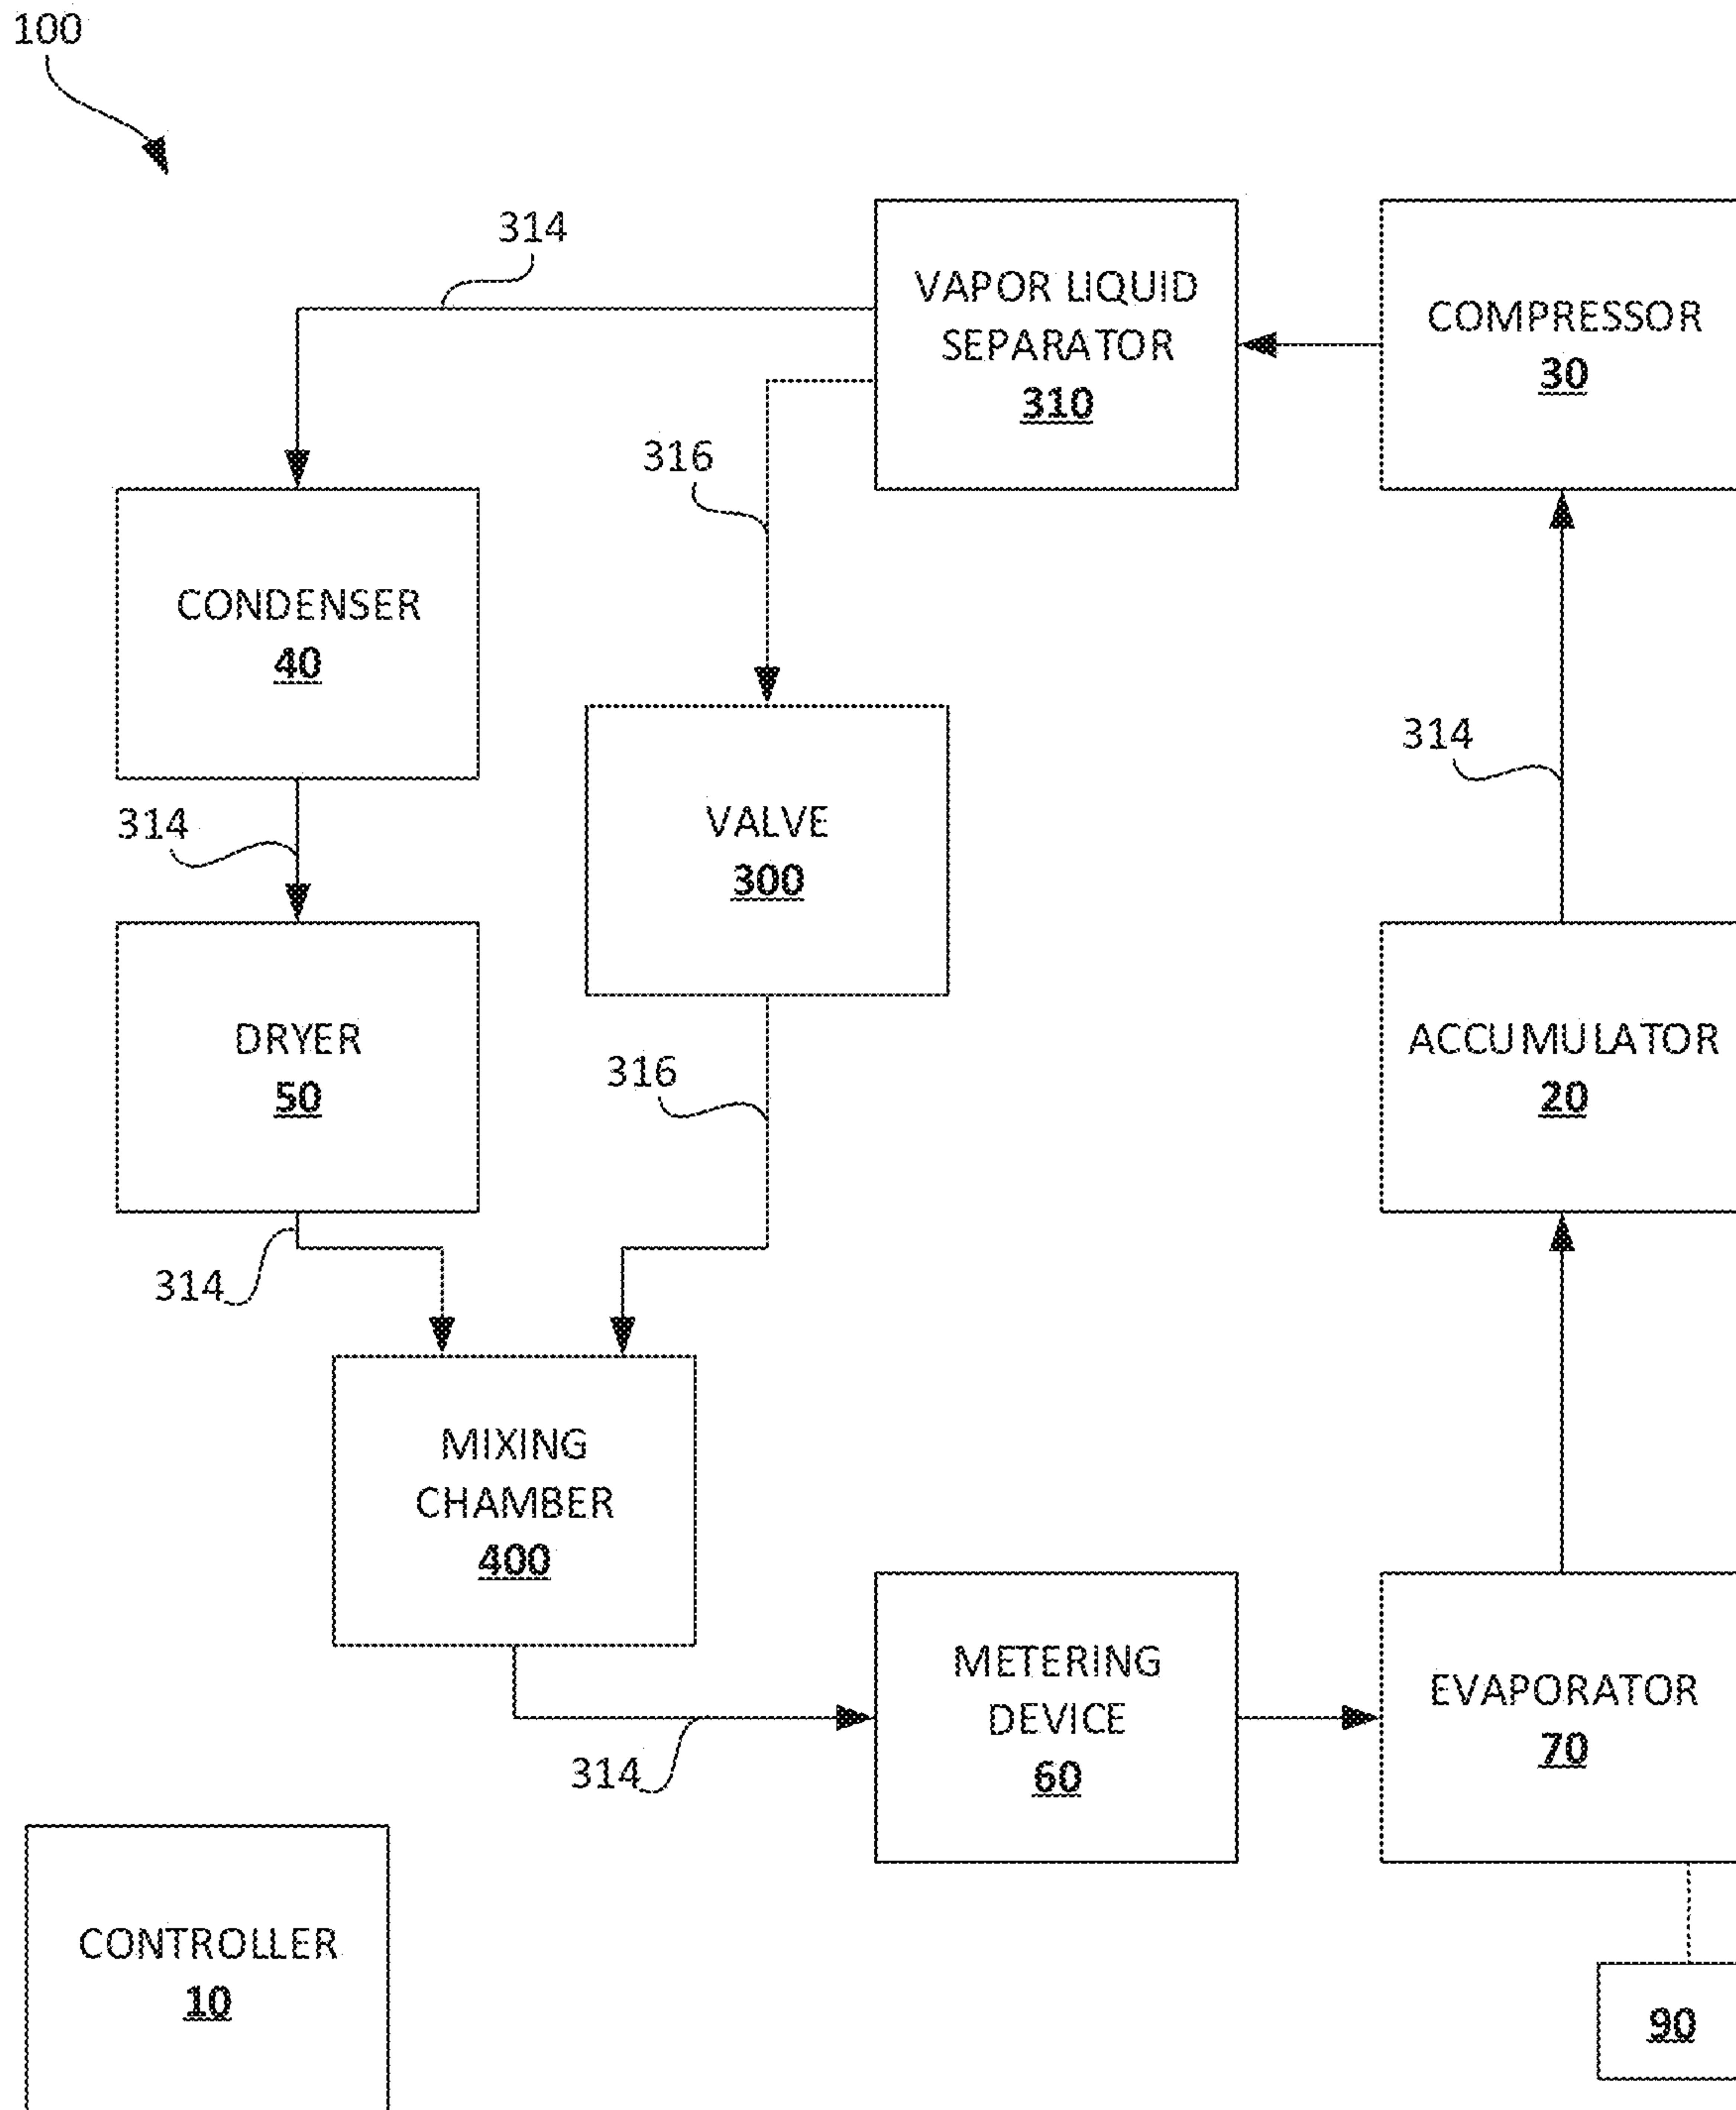 100
314
VAPOR LIQUID
SEPARATOR
310
COMPRESSOR
30
316
CONDENSER
40
314
VALVE
300
314
DRYER
50
316
ACCUMULATOR
20
314
MIXING
CHAMBER
400
METERING
DEVICE
60
EVAPORATOR
70
314
CONTROLLER
10
90